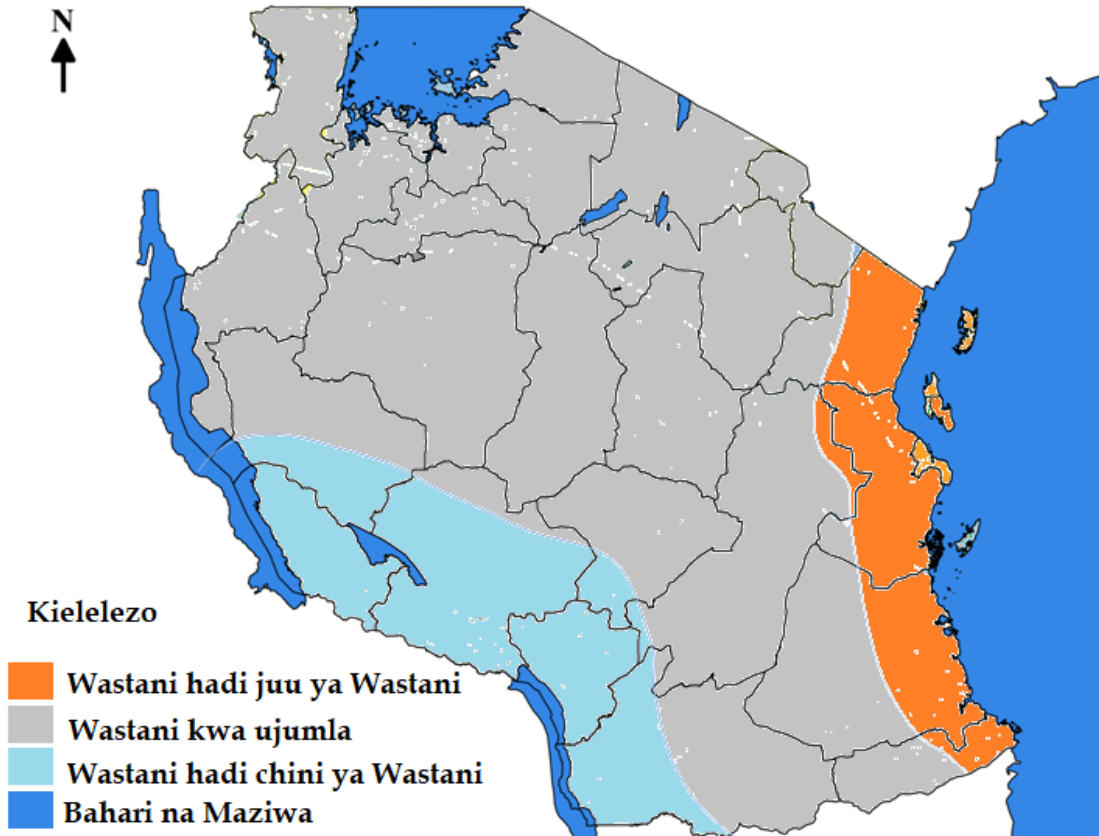 N
Kielelezo
Wastani hadi juu ya Wastani
Wastani kwa ujumla
Wastani hadi chini ya Wastani
Bahari na Maziwa